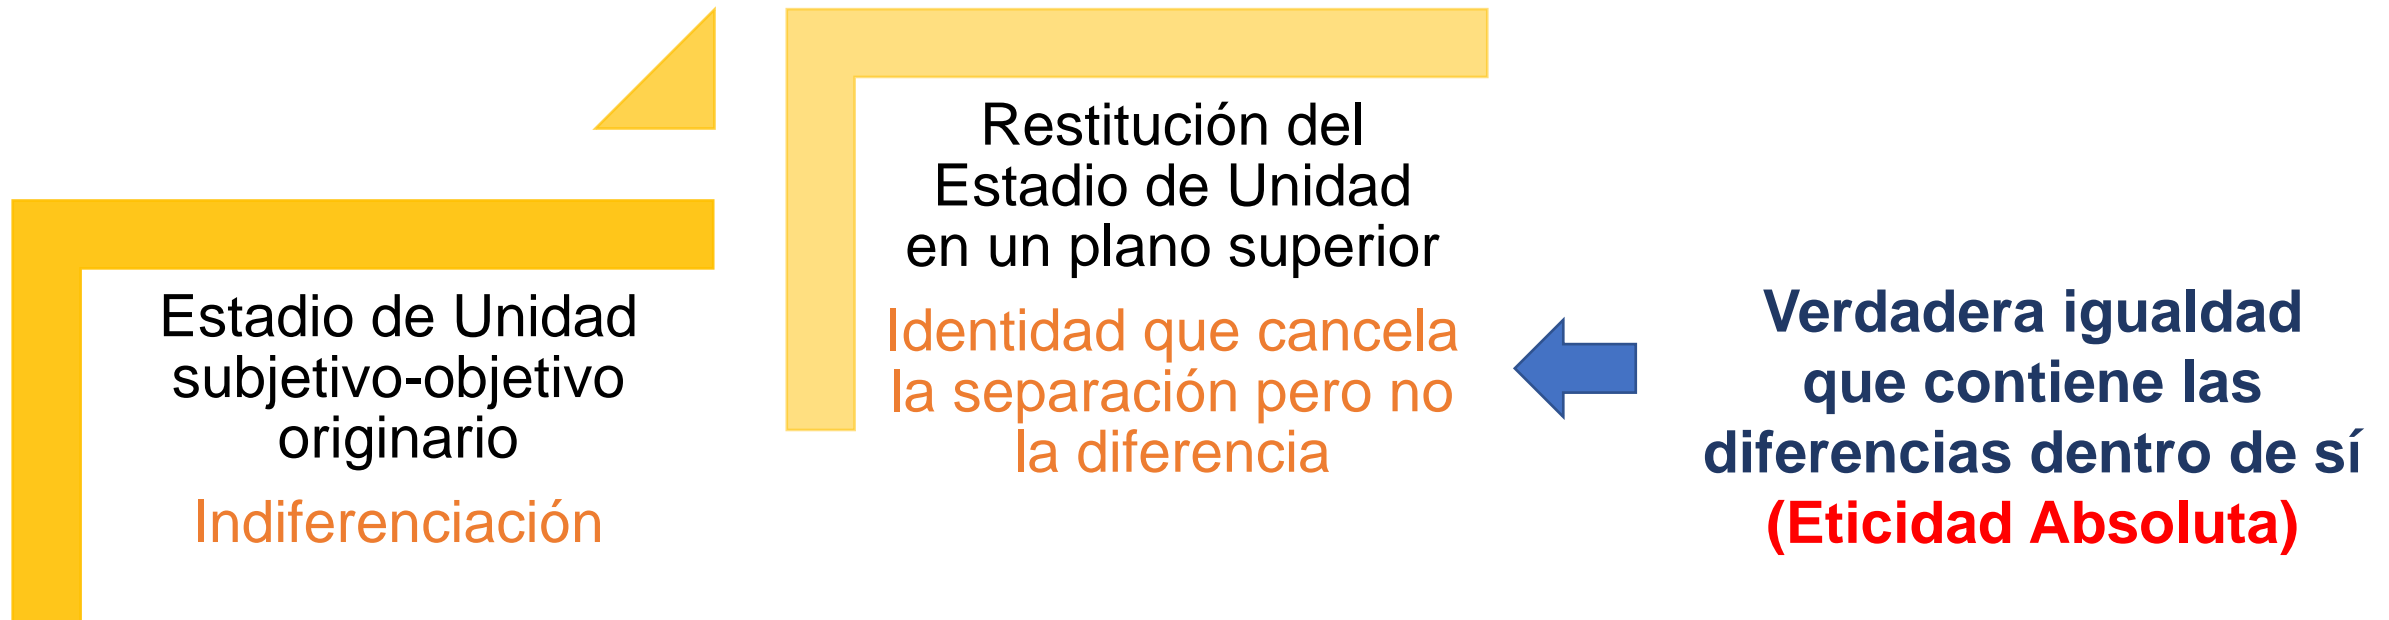 Estadio de Unidad
subjetivo-objetivo
originario
Indiferenciación
Restitución del
Estadio de Unidad
en un plano superior
Identidad que cancela
la separación pero no
la diferencia
Verdadera igualdad
que contiene las
diferencias dentro de sí
(Eticidad Absoluta)